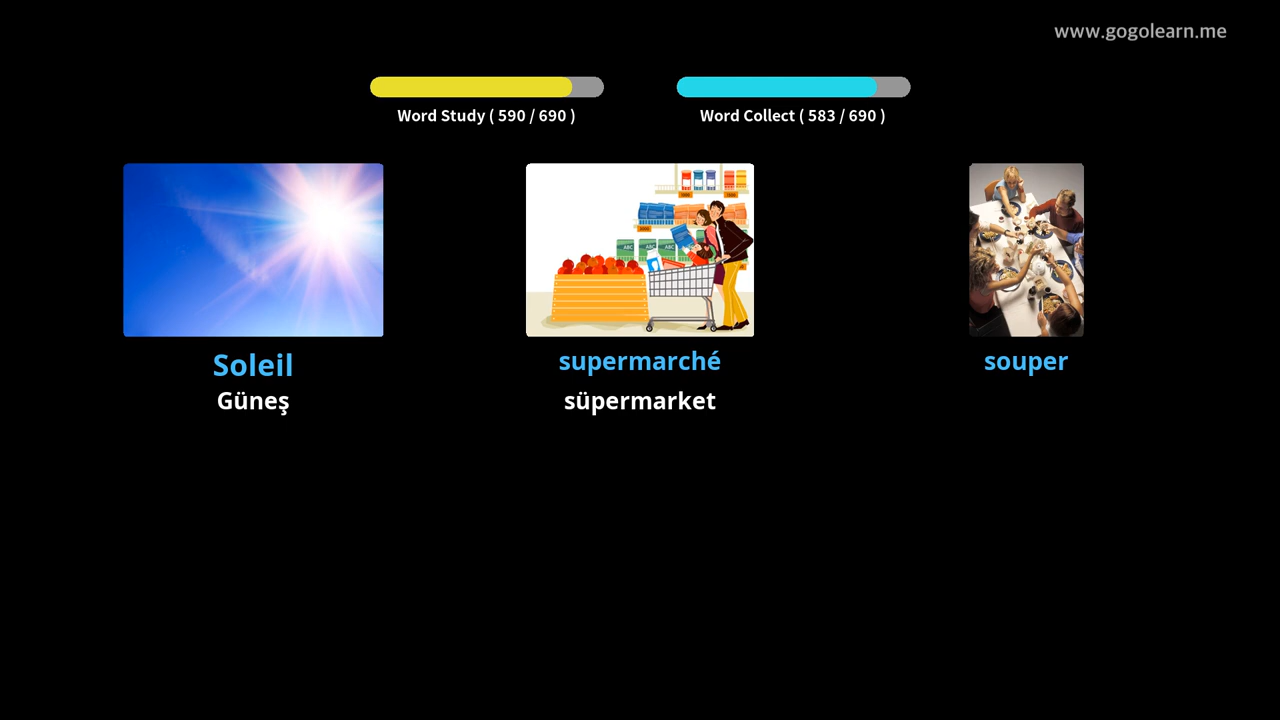 www.gogolearn.me
Word Study ( 590 / 690 )
Word Collect ( 583 / 690 )
Soleil
Güneş
supermarché
süpermarket
souper